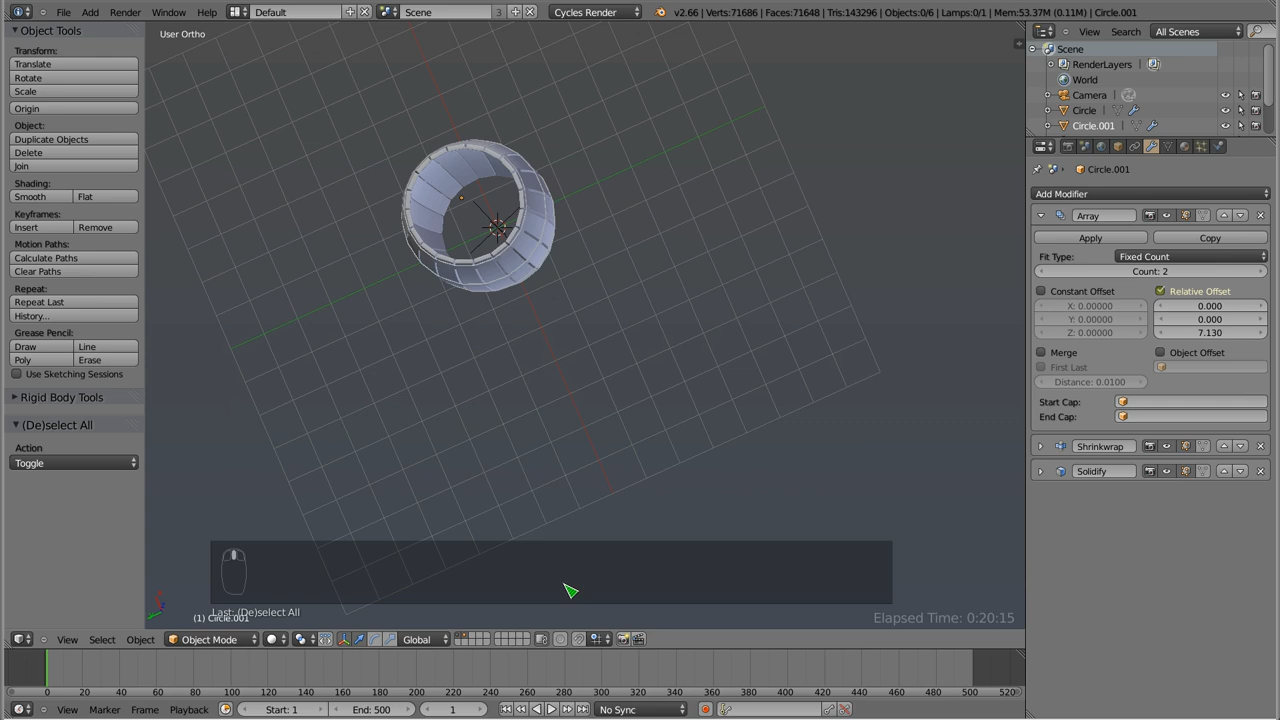 File Add Render Window Help Default Scene 3 Cycles Render v2.66 | Verts:71686 | Faces:71648 | Tris:143296 | Objects:0/6 | Lamps:0/1 | Mem:53.37M (0.11M) | Circle.001
Object Tools
Transform:
Translate
Rotate
Scale
Origin
Object:
Duplicate Objects
Delete
Join
Shading:
Smooth Flat
Keyframes:
Insert Remove
Motion Paths:
Calculate Paths
Clear Paths
Repeat:
Repeat Last
History...
Grease Pencil:
Draw Line
Poly Erase
Use Sketching Sessions
Rigid Body Tools
(De)select All
Action
Toggle
User Ortho
Last: (De)select All
(1) Circle.001
Elapsed Time: 0:20:15
View Select Object Object Mode Global
0 20 40 60 80 100 120 140 160 180 200 220 240 260 280 300 320 340 360 380 400 420 440 460 480 500 520
View Marker Frame Playback Start: 1 End: 500 1 No Sync
View Search All Scenes
Scene
RenderLayers |
World
Camera |
Circle |
Circle.001 |
Circle.001
Add Modifier
Array
Apply Copy
Fit Type: Fixed Count
Count: 2
Constant Offset Relative Offset
X: 0.00000 0.000
Y: 0.00000 0.000
Z: 0.00000 7.130
Merge Object Offset
First Last
Distance: 0.0100
Start Cap:
End Cap:
Shrinkwrap
Solidify